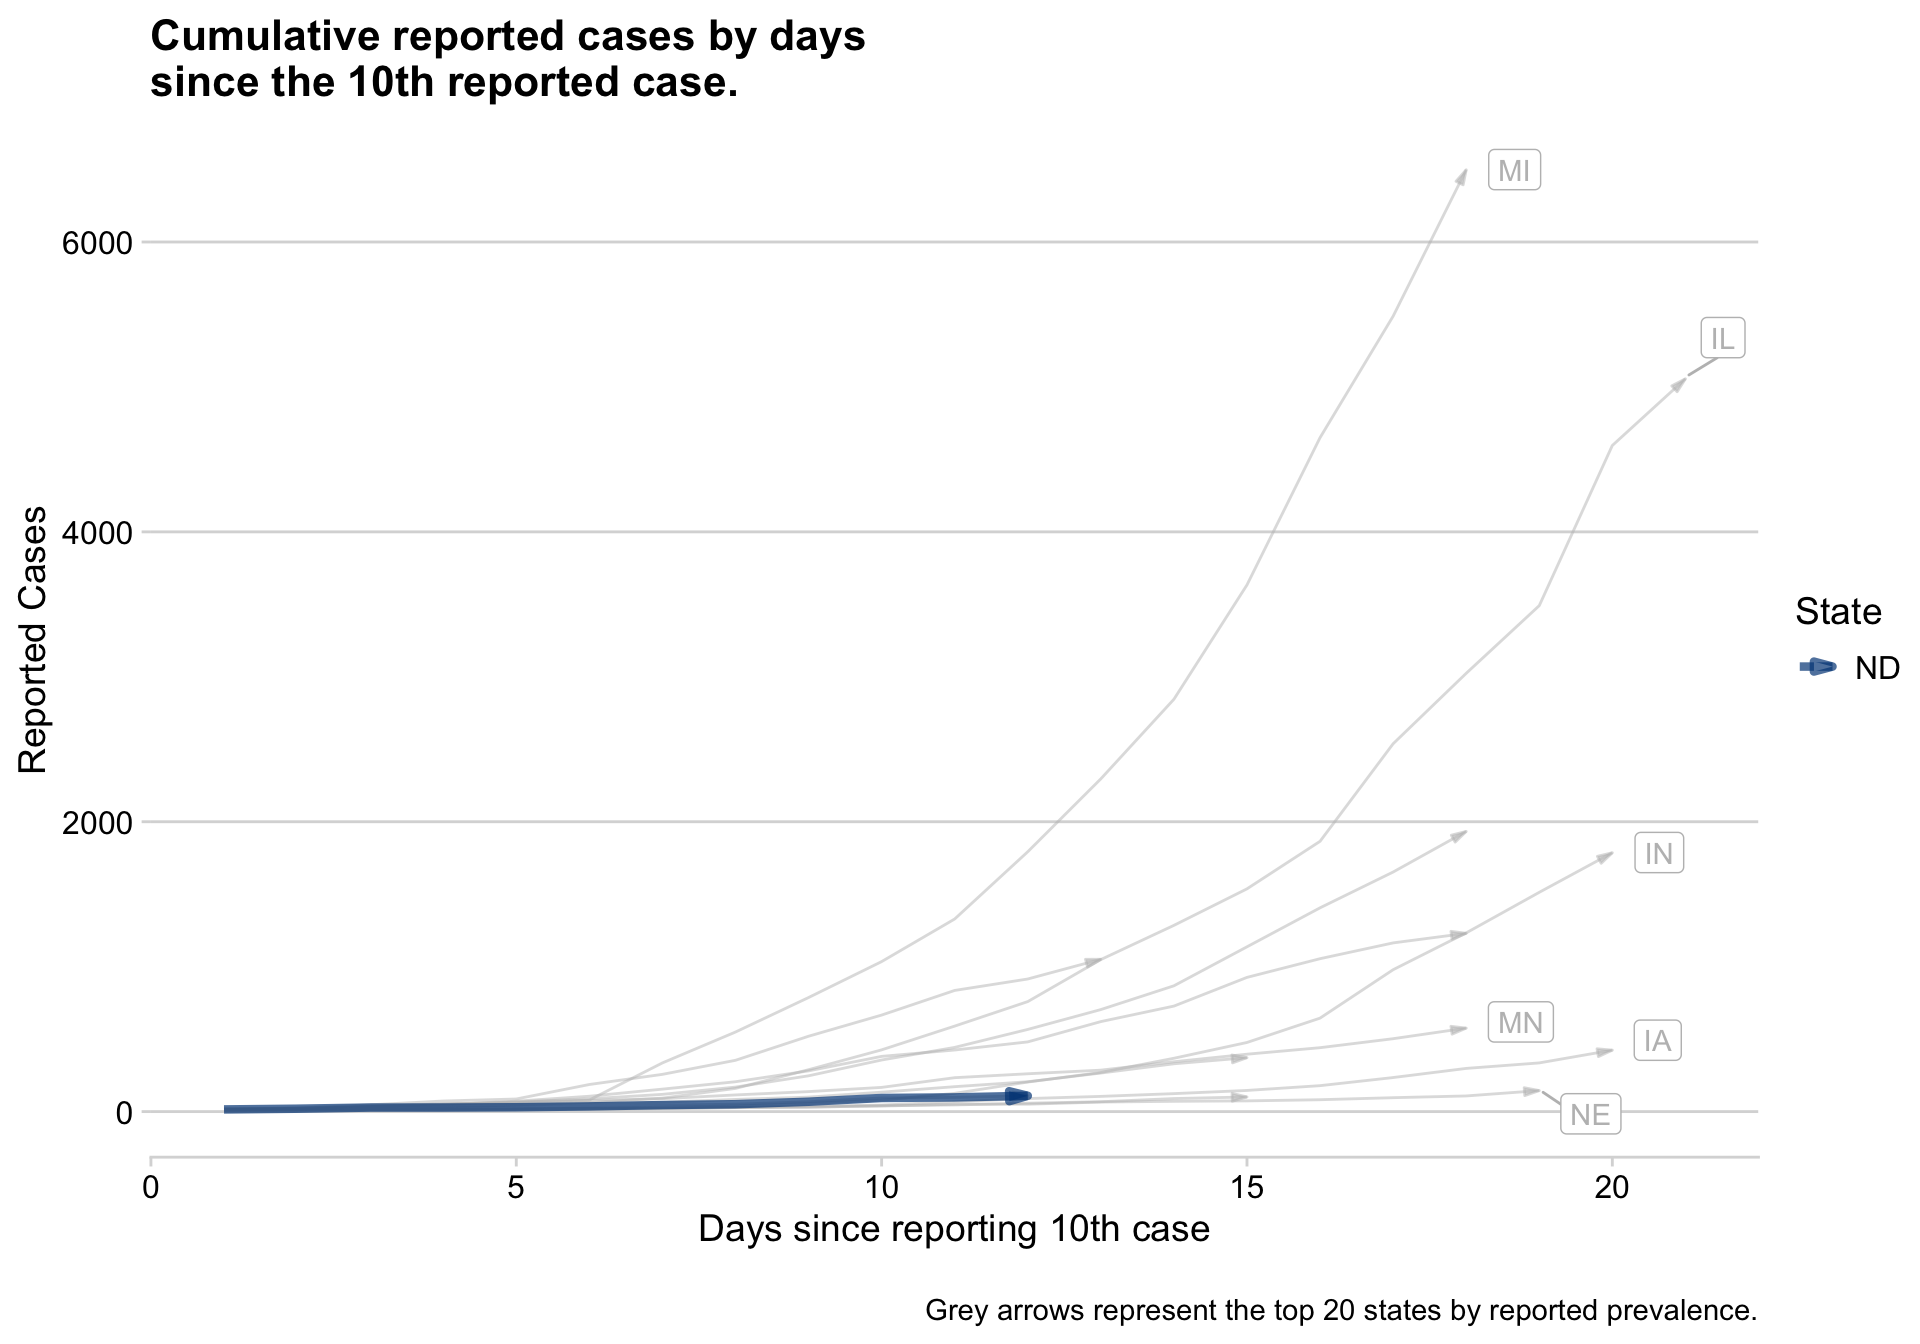 Cumulative reported cases by days
since the 10th reported case.
MI
6000
IL
Reported Cases
4000
State
ND
2000
IN
MN
IA
0
NE
0 5 10 15 20
Days since reporting 10th case
Grey arrows represent the top 20 states by reported prevalence.